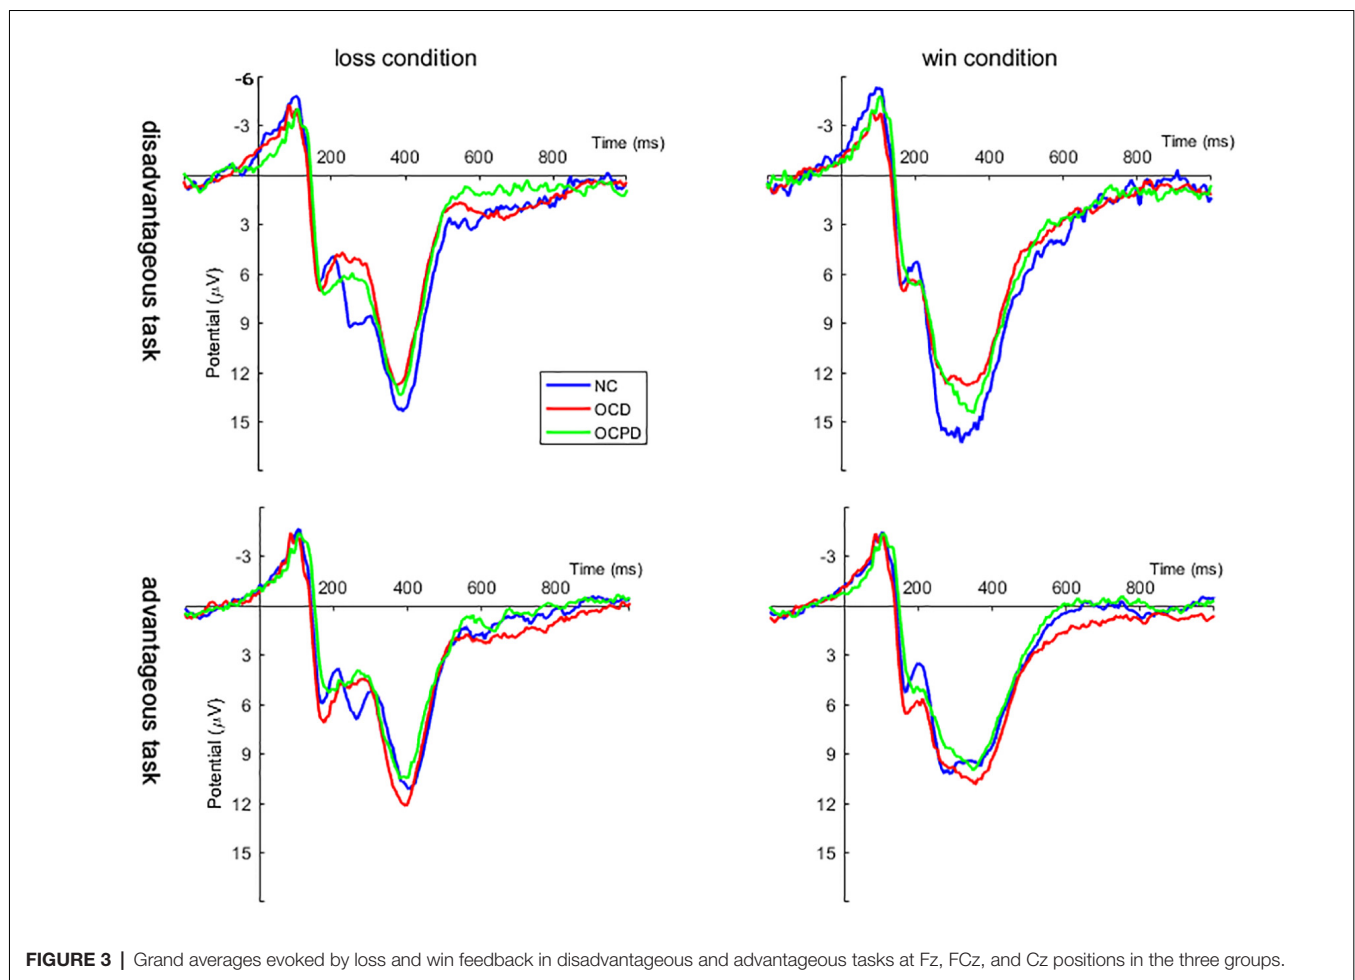 loss condition
win condition
disadvantageous task
-6
-3
200
400
600
800
Time (ms)
3
6
9
12
15
Potential (μV)
NC
OCD
OCPD
-3
200
400
600
800
Time (ms)
3
6
9
12
15
advantageous task
-3
200
400
600
800
Time (ms)
3
6
9
12
15
Potential (μV)
-3
200
400
600
800
Time (ms)
3
6
9
12
15
FIGURE 3 | Grand averages evoked by loss and win feedback in disadvantageous and advantageous tasks at Fz, FCz, and Cz positions in the three groups.